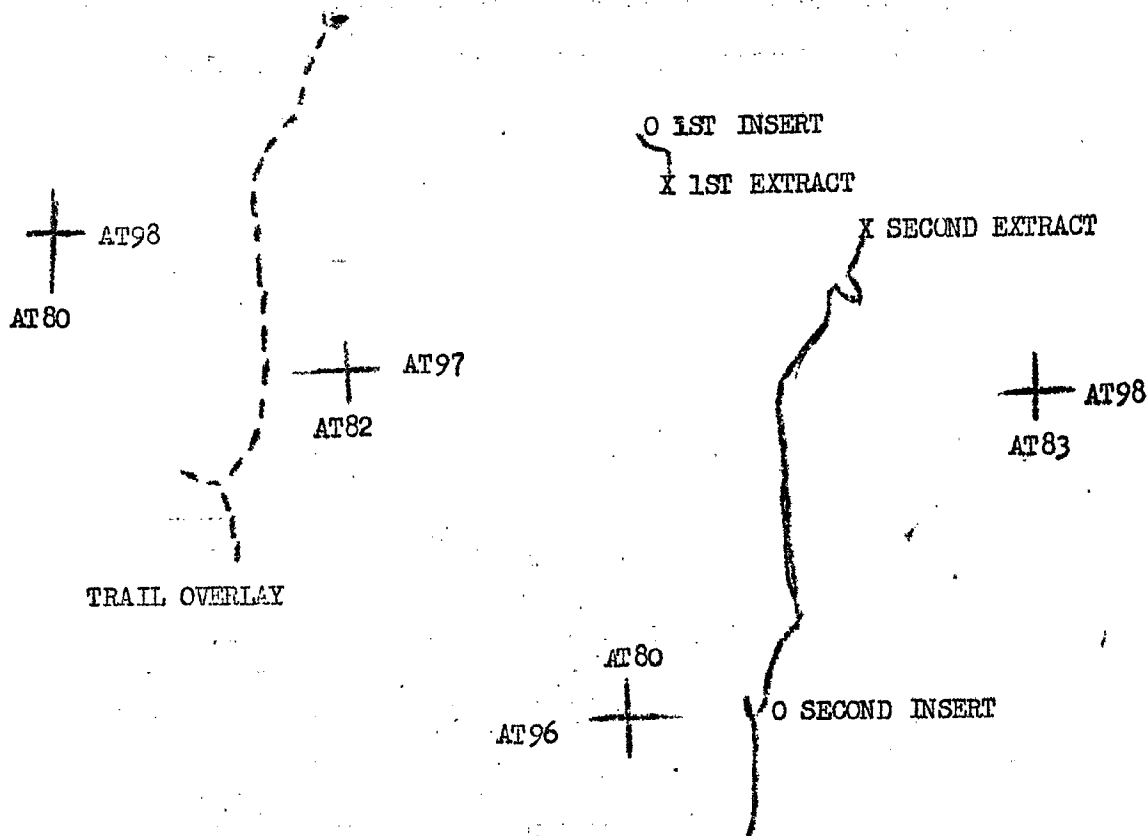 O 1ST INSERT
X 1ST EXTRACT
X SECOND EXTRACT
AT98
AT80
AT97
AT82
AT98
AT83
TRAIL OVERLAY
AT80
AT96
O SECOND INSERT